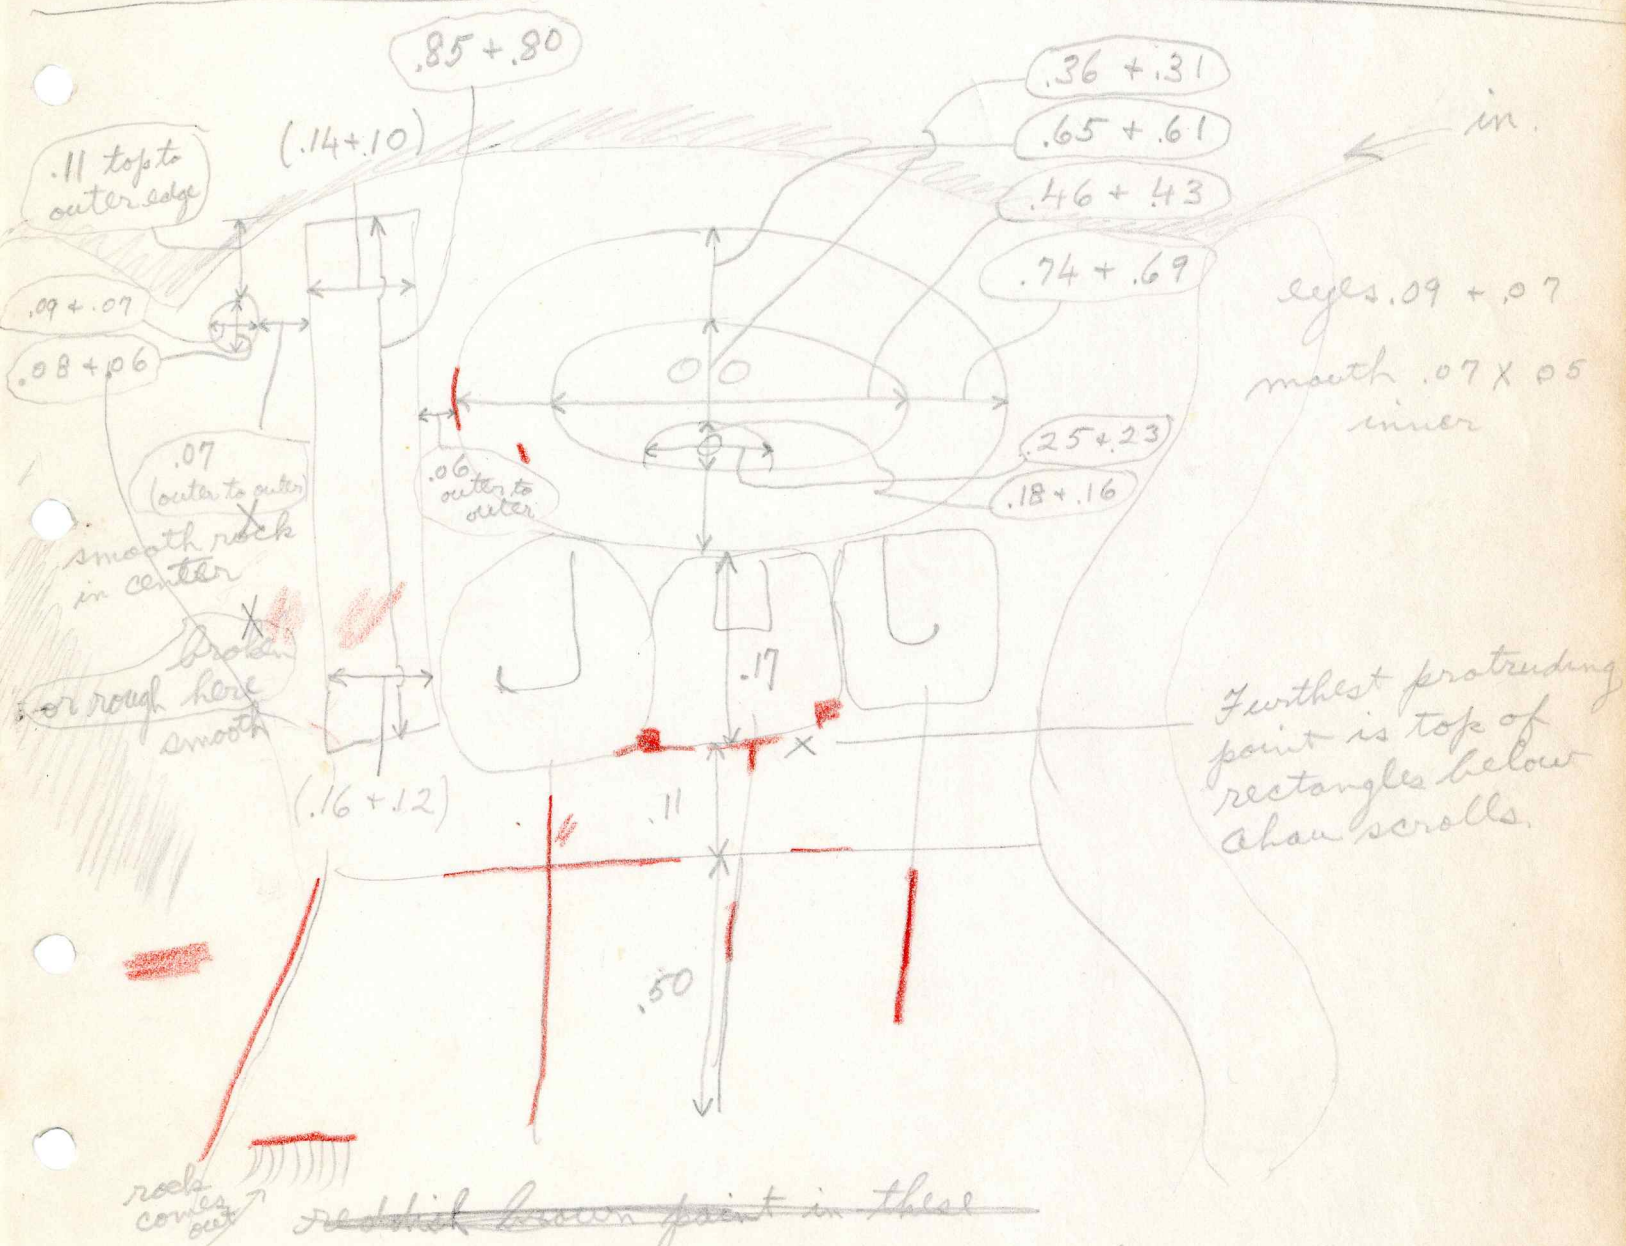 .85 + .80
.36 + .31
(.14+.10)
.65 + .61
in.
.11 top to
outer edge
.46 + .43
.74 + .69
.09 + .07
eyes .09 + .07
.08 + .06
mouth .07 X 05
inner
.25+.23
.07
(outer to outer)
.06
outer to
outer
.18 + .16
X
smooth rock
in center
X
broken
or rough here
smooth
.17
X
Furthest protruding
point is top of
rectangles below
Ahau scrolls.
(.16 + .12)
.11
.50
rock
comes
out
reddish brown paint in these